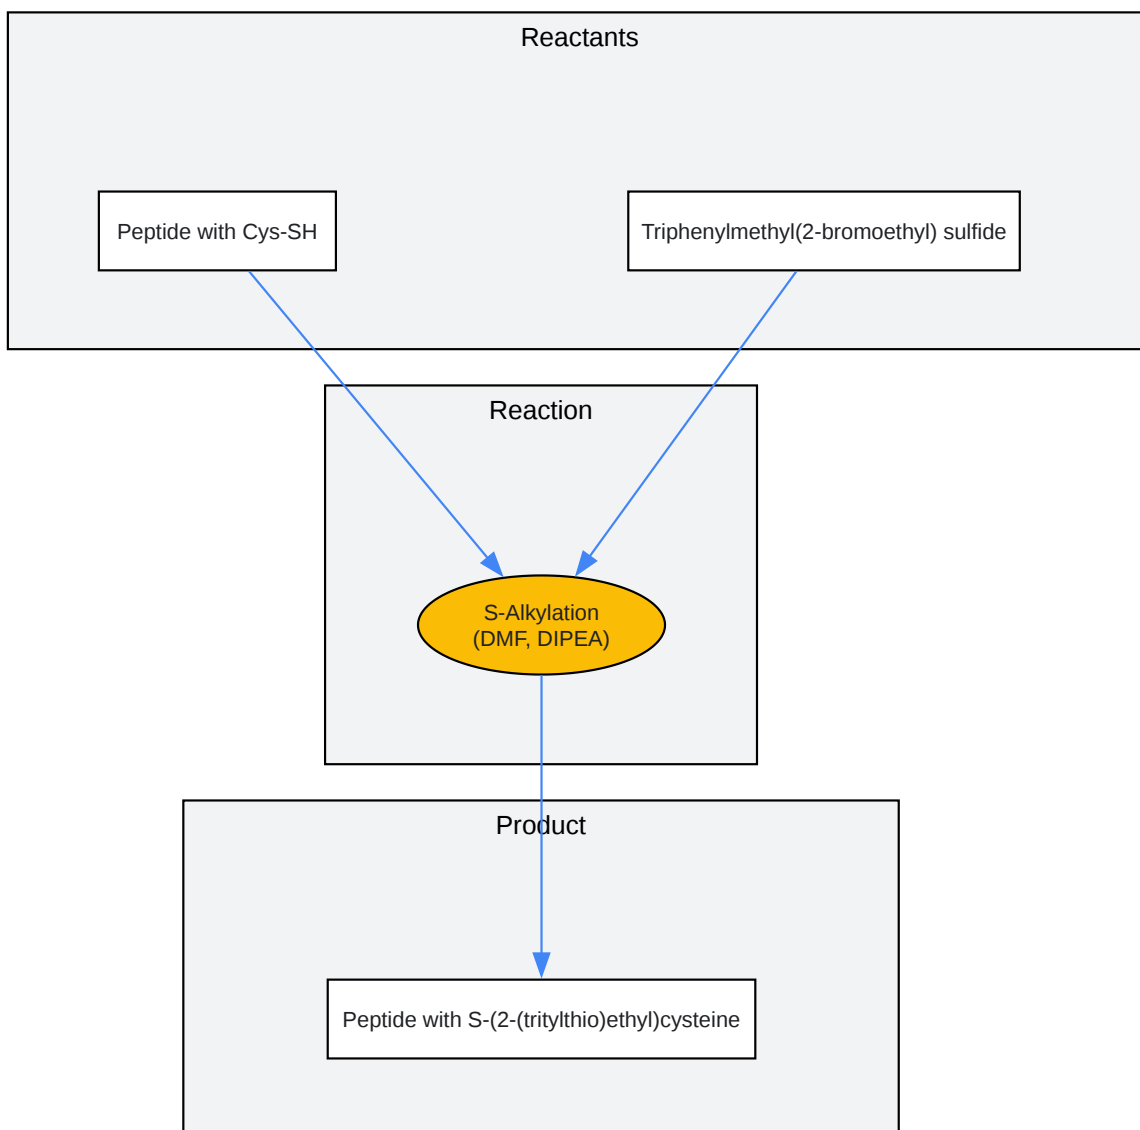 Reactants
Peptide with Cys-SH
Triphenylmethyl(2-bromoethyl) sulfide
Reaction
S-Alkylation
(DMF, DIPEA)
Product
Peptide with S-(2-(tritylthio)ethyl)cysteine